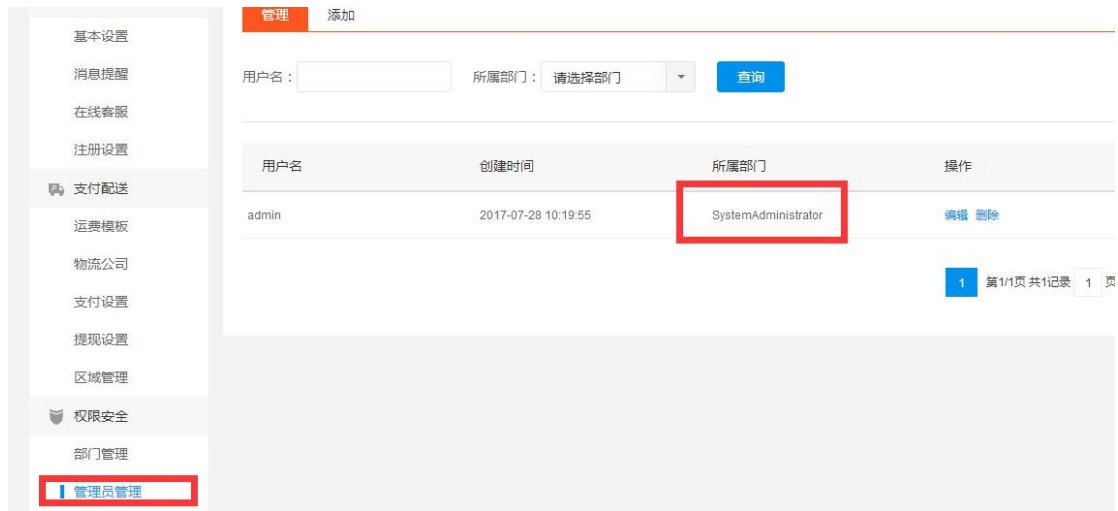 管理 添加
基本设置
消息提醒
在线客服
注册设置
支付配送
运费模板
物流公司
支付设置
提现设置
区域管理
权限安全
部门管理
管理员管理
用户名： 所属部门： 请选择部门 查询
用户名 创建时间 所属部门 操作
admin 2017-07-28 10:19:55 SystemAdministrator 编辑 删除
1 第1/1页 共1记录 1 页